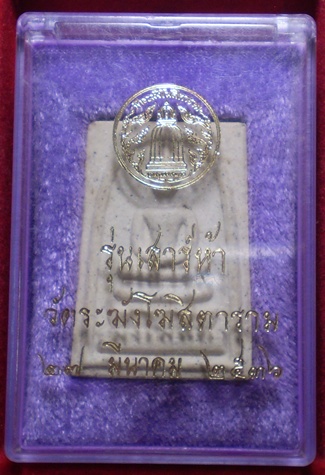 รุ่นเสาร์ห้า
วัดระฆังโฆสิตาราม
๒๗ มีนาคม ๒๕๓๖